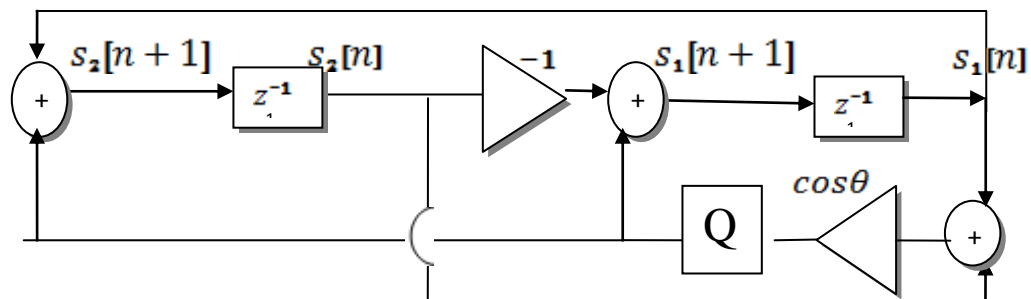 s₂[n + 1]
s₂[n]
−1
s₁[n + 1]
s₁[n]
+
z⁻¹
+
z⁻¹
cosθ
Q
+